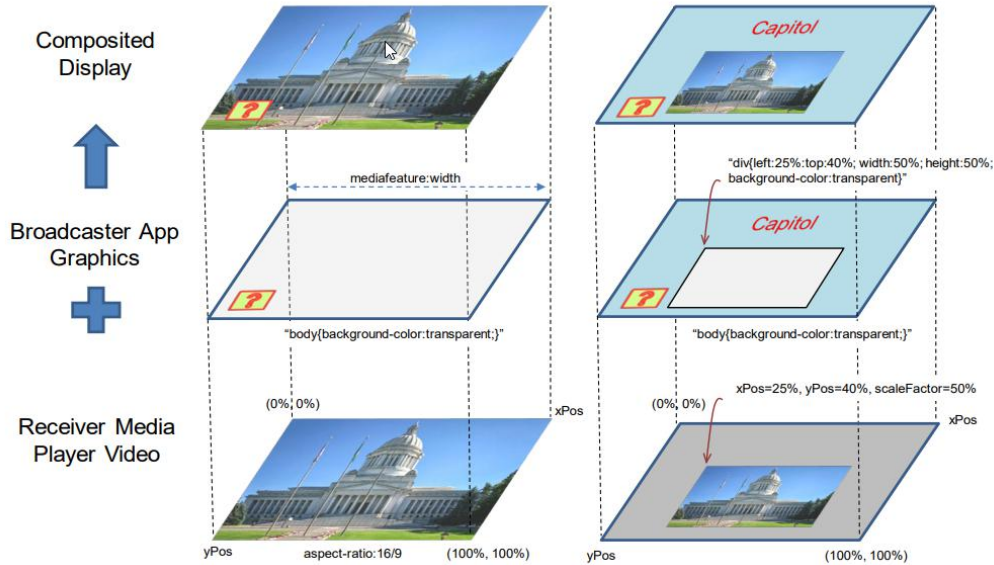 Composited
Display
Capitol
?
?
"div{left:25%:top:40%; width:50%; height:50%;
background-color:transparent}"
mediafeature:width
Broadcaster App
Graphics
Capitol
?
?
"body{background-color:transparent;}"
"body{background-color:transparent;}"
xPos=25%, yPos=40%, scaleFactor=50%
(0%, 0%)
(0%, 0%)
xPos
xPos
Receiver Media
Player Video
yPos
aspect-ratio:16/9
(100%, 100%)
yPos
(100%, 100%)